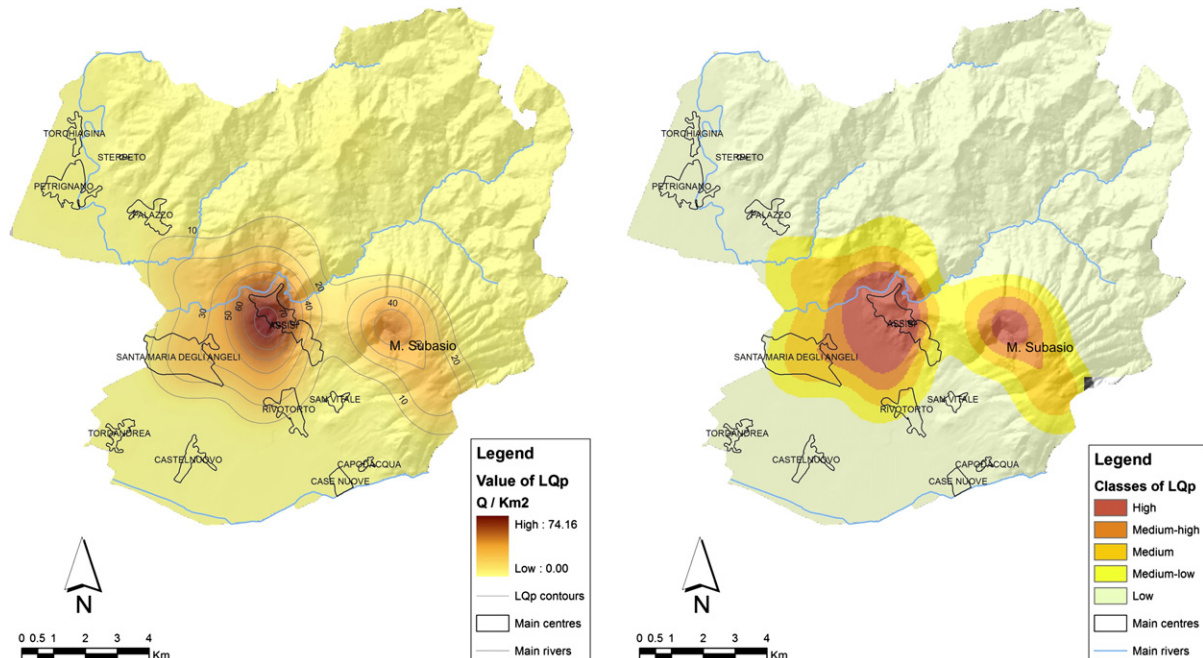 TORCHIAGINA
STERPETO
PETRIGNANO
PALAZZO
10
20
30
60
40
50
40
ASSISI
M. Subasio
20
SANTA MARIA DEGLI ANGELI
10
SAN VITALE
RIVOTORTO
TORDANDREA
CASTELNUOVO
CAPODACQUA
CASE NUOVE
Legend
Value of LQp
Q / Km2
High : 74.16
Low : 0.00
LQp contours
Main centres
Main rivers
N
0 0.5 1 2 3 4
Km
TORCHIAGINA
STERPETO
PETRIGNANO
PALAZZO
ASSISI
M. Subasio
SANTA MARIA DEGLI ANGELI
SAN VITALE
RIVOTORTO
TORDANDREA
CASTELNUOVO
CAPODACQUA
CASE NUOVE
Legend
Classes of LQp
High
Medium-high
Medium
Medium-low
Low
Main centres
Main rivers
N
0 0.5 1 2 3 4
Km